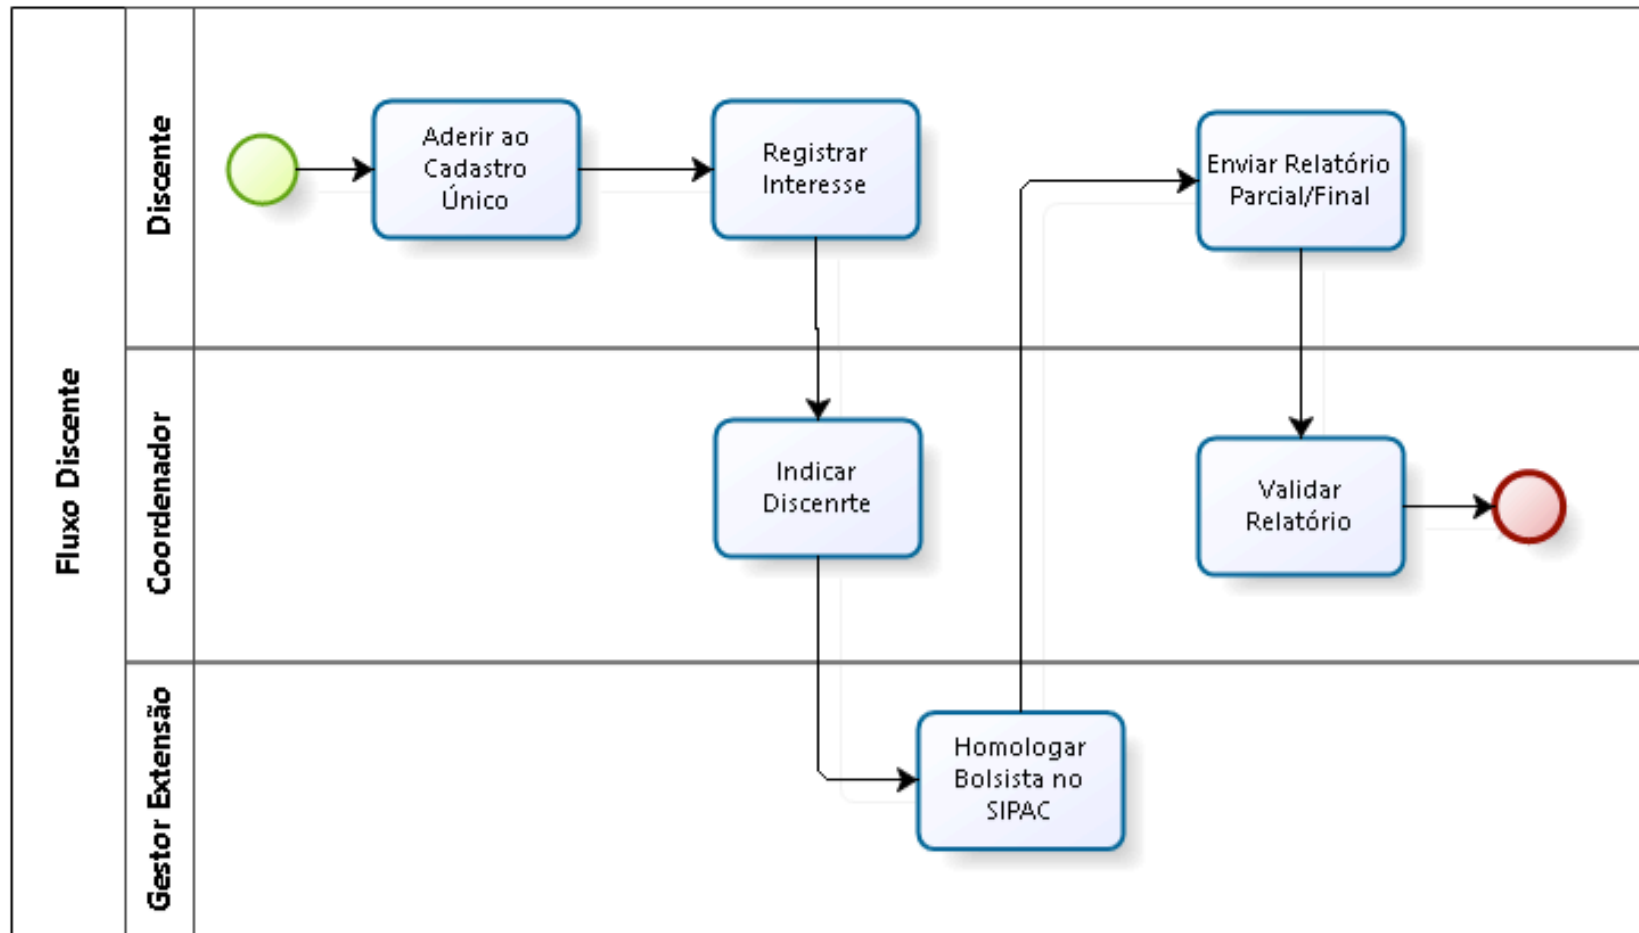 Fluxo Discente
Discente
Aderir ao
Cadastro
Único
Registrar
Interesse
Enviar Relatório
Parcial/Final
Coordenador
Indicar
Discenrte
Validar
Relatório
Gestor Extensão
Homologar
Bolsista no
SIPAC